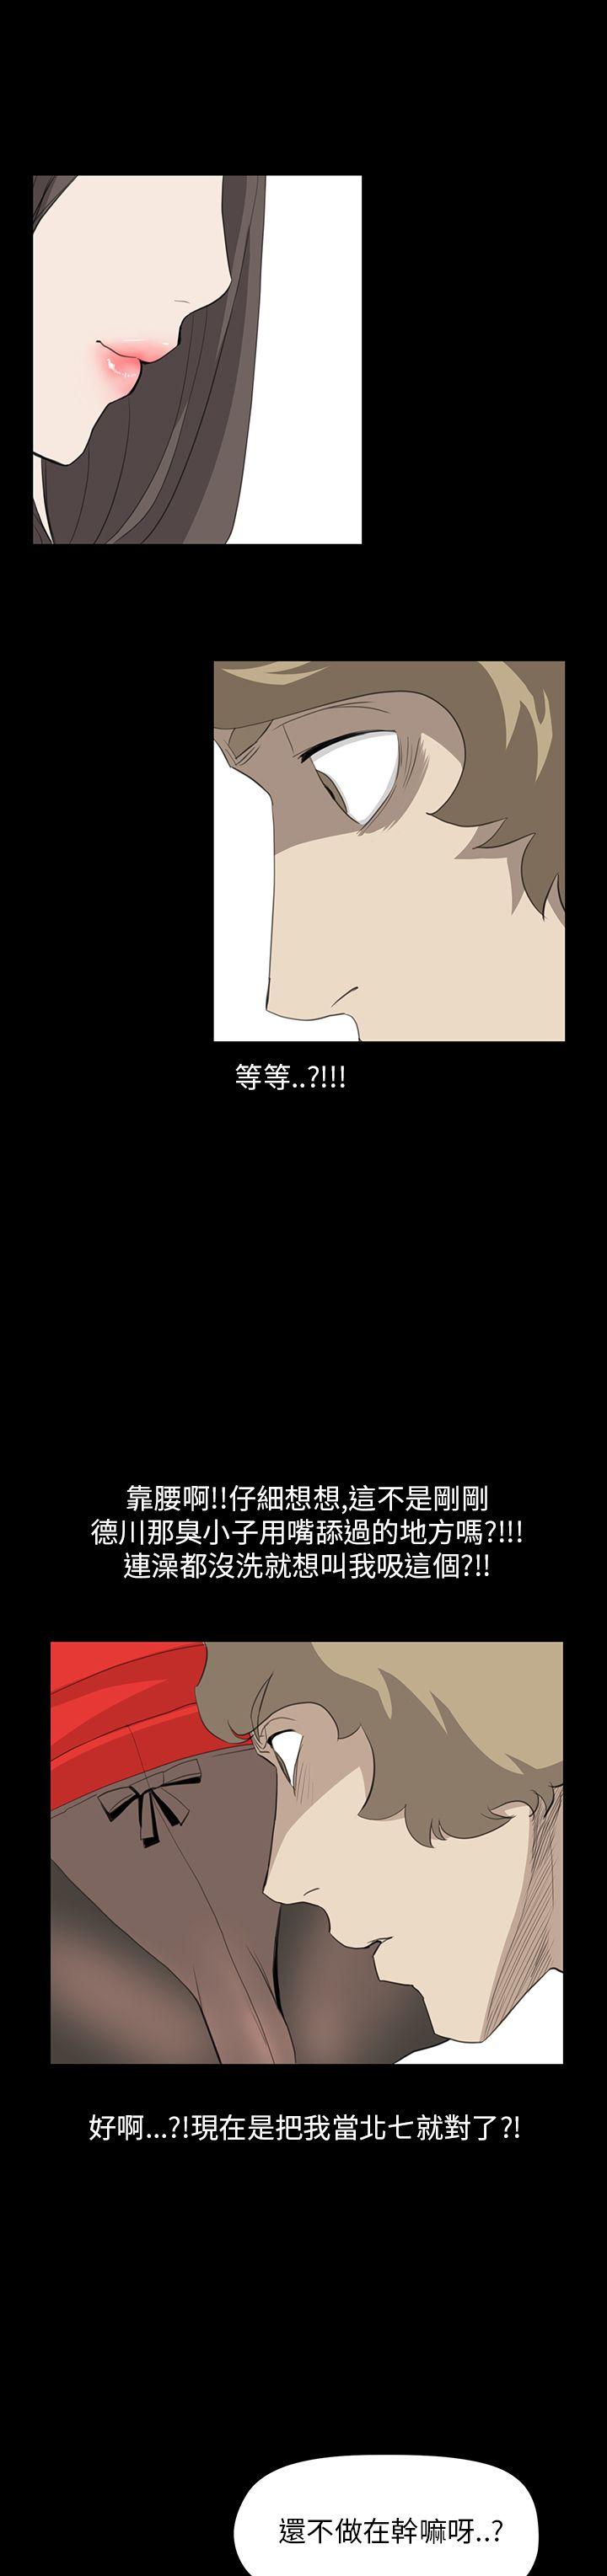 等等..?!!!
靠腰啊!!仔細想想,這不是剛剛
德川那臭小子用嘴舔過的地方嗎?!!!
連澡都沒洗就想叫我吸這個?!!
好啊...?!現在是把我當北七就對了?!
還不做在幹嘛呀..?